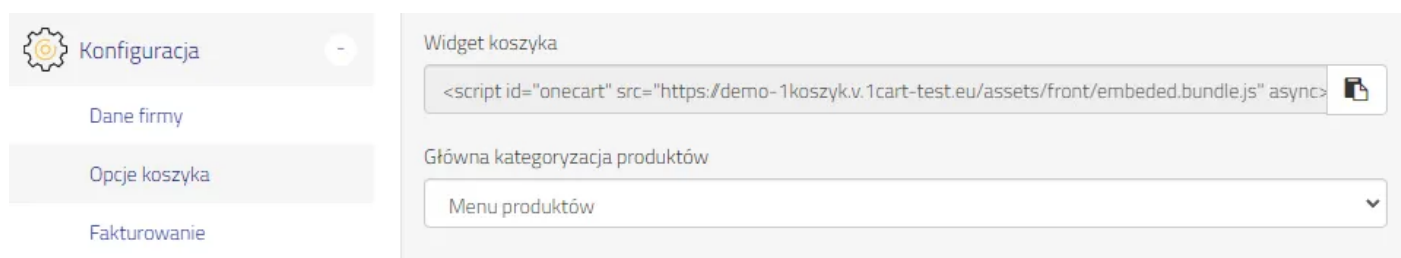 Konfiguracja
-
Dane firmy
Opcje koszyka
Fakturowanie
Widget koszyka
<script id="onecart" src="https://demo-1koszyk.v.1cart-test.eu/assets/front/embeded.bundle.js" async>
Główna kategoryzacja produktów
Menu produktów